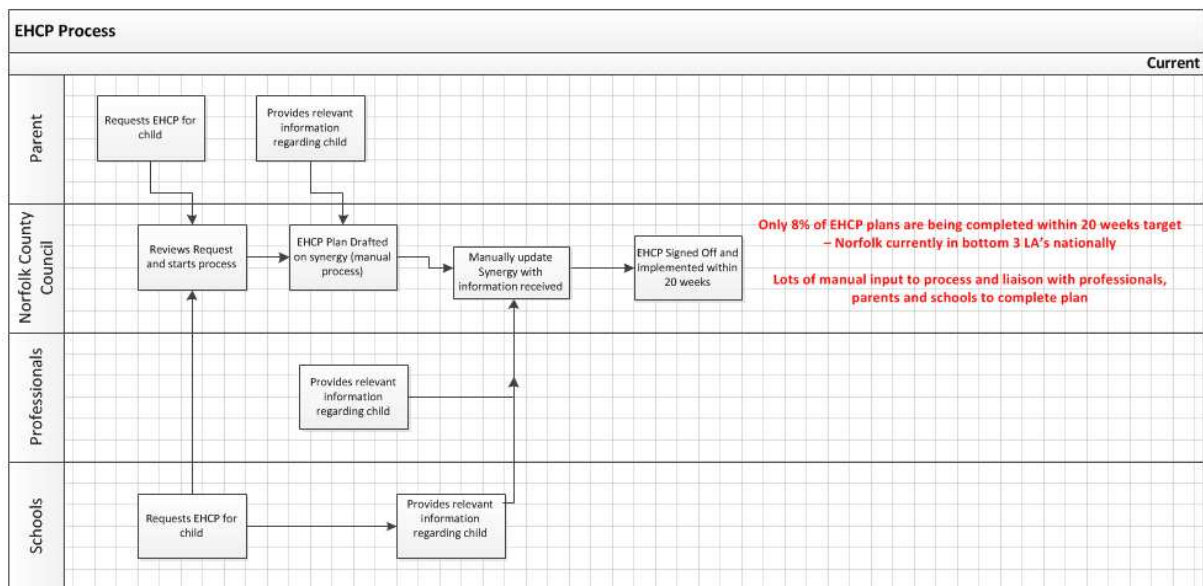 EHCP Process
Current
Parent
Requests EHCP for
child
Provides relevant
information
regarding child
Norfolk County
Council
Reviews Request
and starts process
EHCP Plan Drafted
on synergy (manual
process)
Manually update
Synergy with
information received
EHCP Signed Off and
implemented within
20 weeks
Only 8% of EHCP plans are being completed within 20 weeks target
– Norfolk currently in bottom 3 LA's nationally
Lots of manual input to process and liaison with professionals,
parents and schools to complete plan
Professionals
Provides relevant
information
regarding child
Schools
Requests EHCP for
child
Provides relevant
information
regarding child